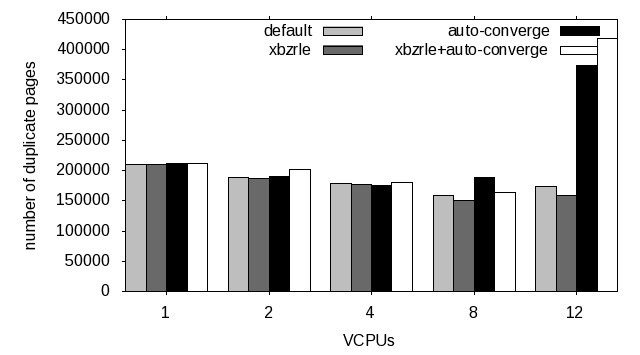 number of duplicate pages
450000
400000
350000
300000
250000
200000
150000
100000
50000
0
default
xbzrle
auto-converge
xbzrle+auto-converge
1 2 4 8 12
VCPUs